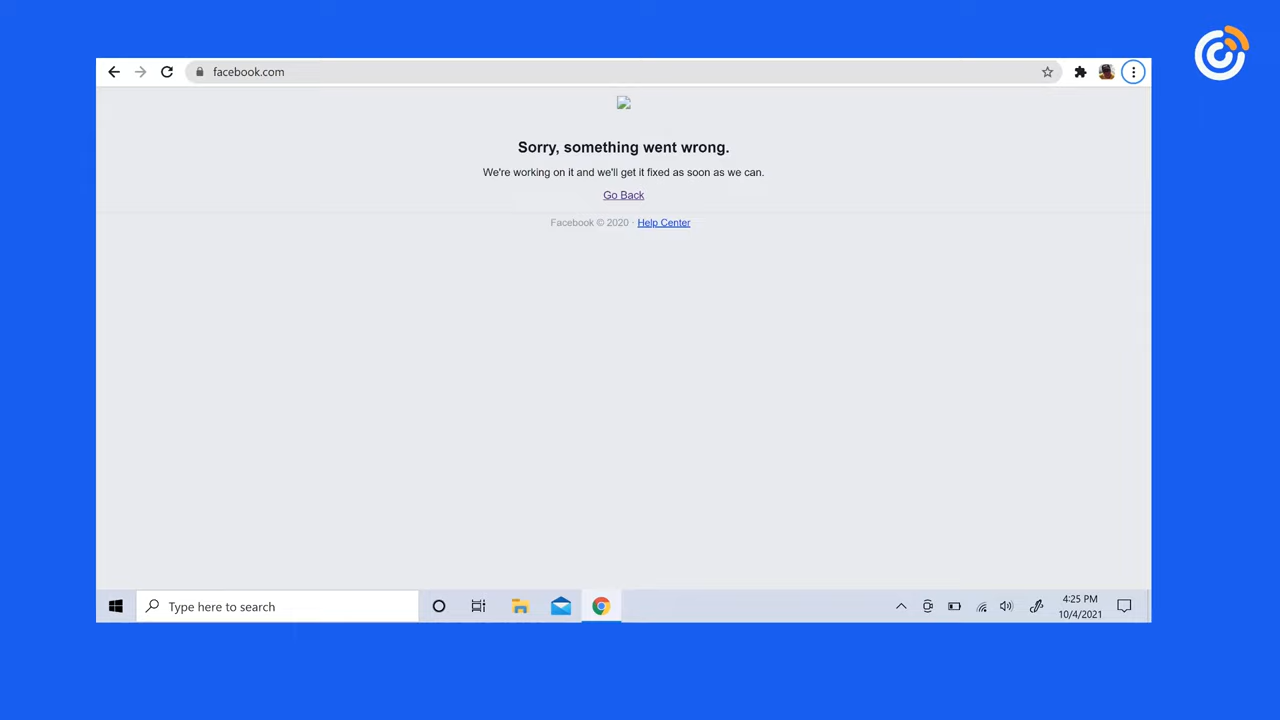 facebook.com
Sorry, something went wrong.
We're working on it and we'll get it fixed as soon as we can.
Go Back
Facebook © 2020 · Help Center
Type here to search
4:25 PM
10/4/2021